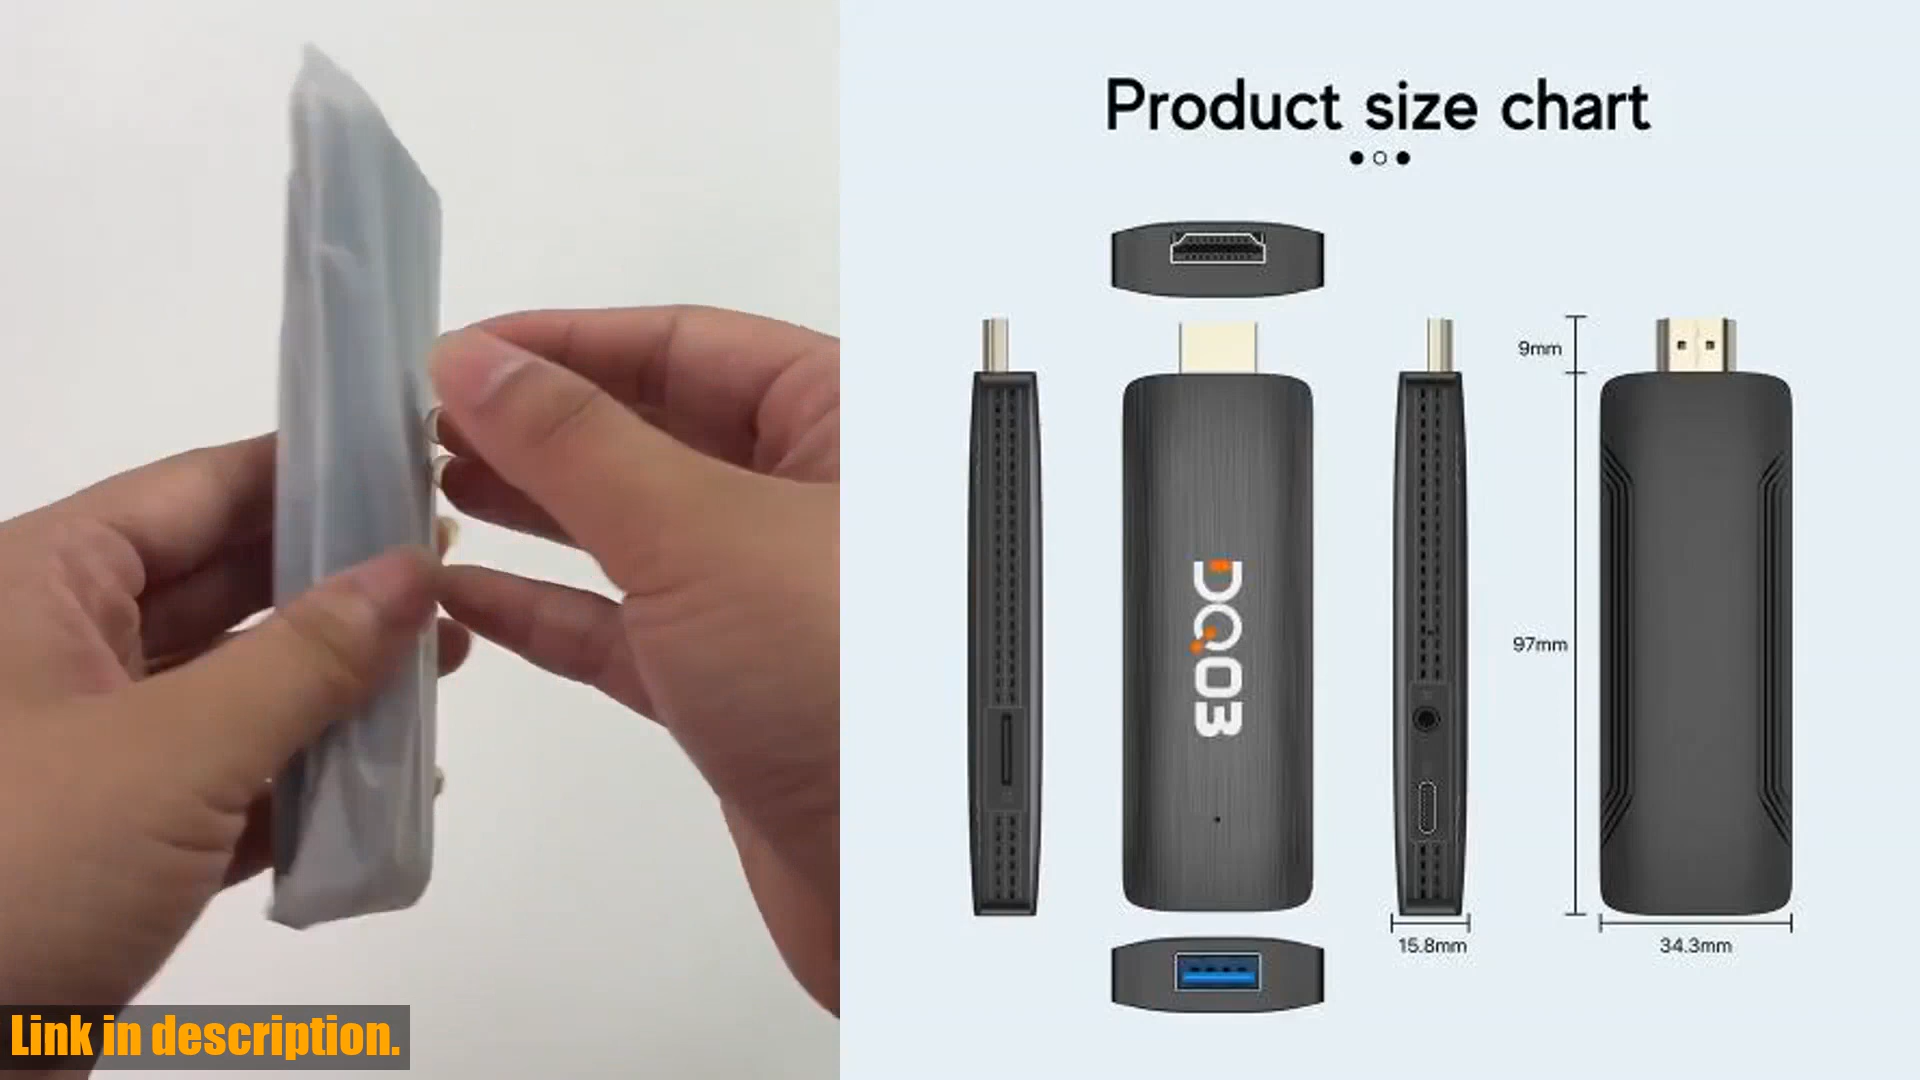 Product size chart
9mm
DQ03
97mm
15.8mm
34.3mm
Link in description.